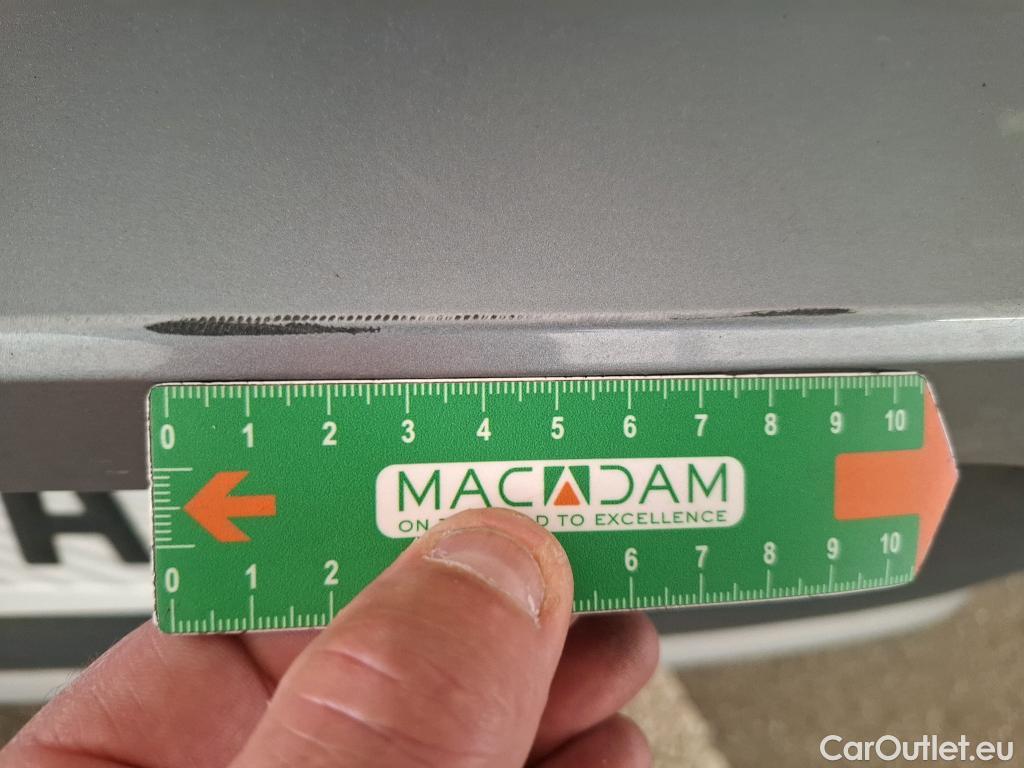 0 1 2 3 4 5 6 7 8 9 10
MACADAM
ON TO EXCELLENCE
0 1 2 6 7 8 9 10
H
CarOutlet.eu